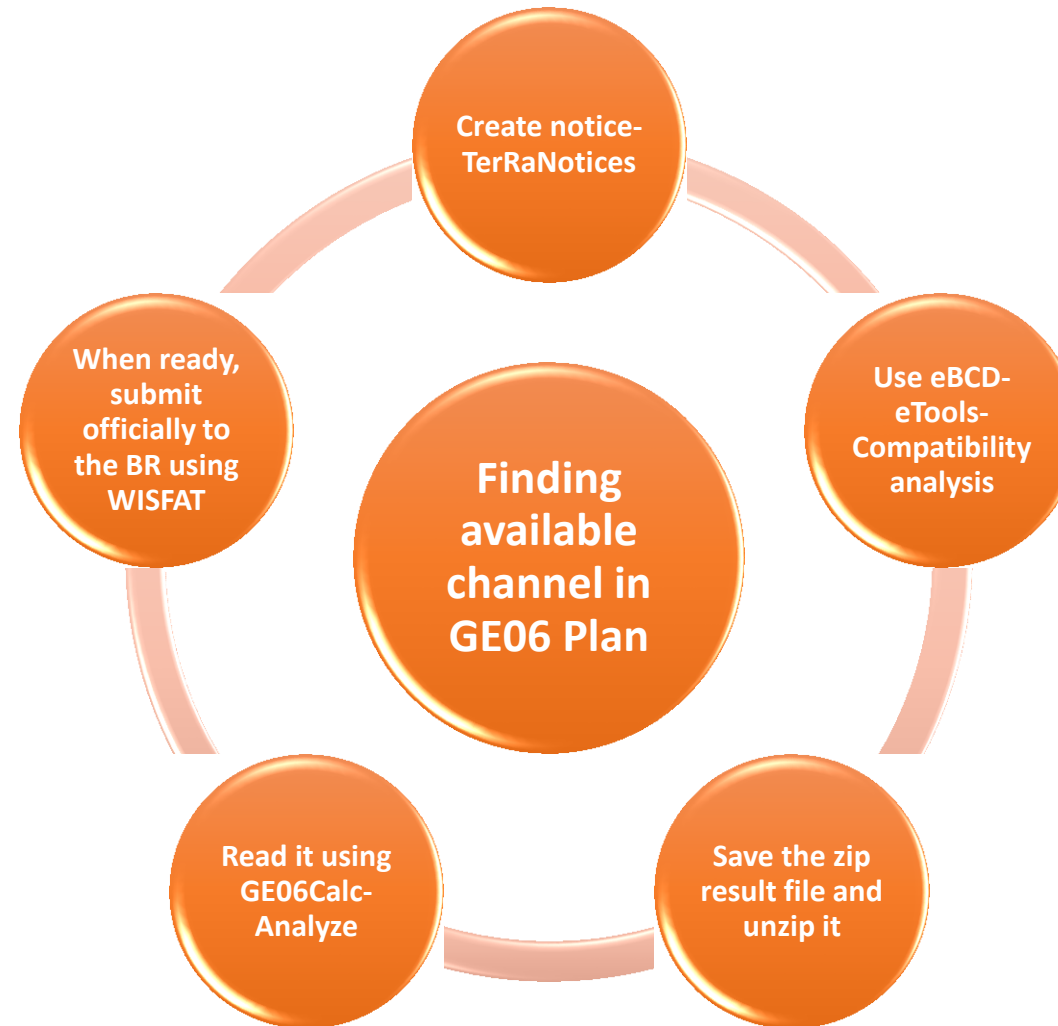 Create notice-
TerRaNotices
Use eBCD-
eTools-
Compatibility
analysis
Save the zip
result file and
unzip it
Read it using
GE06Calc-
Analyze
When ready,
submit
officially to
the BR using
WISFAT
Finding
available
channel in
GE06 Plan